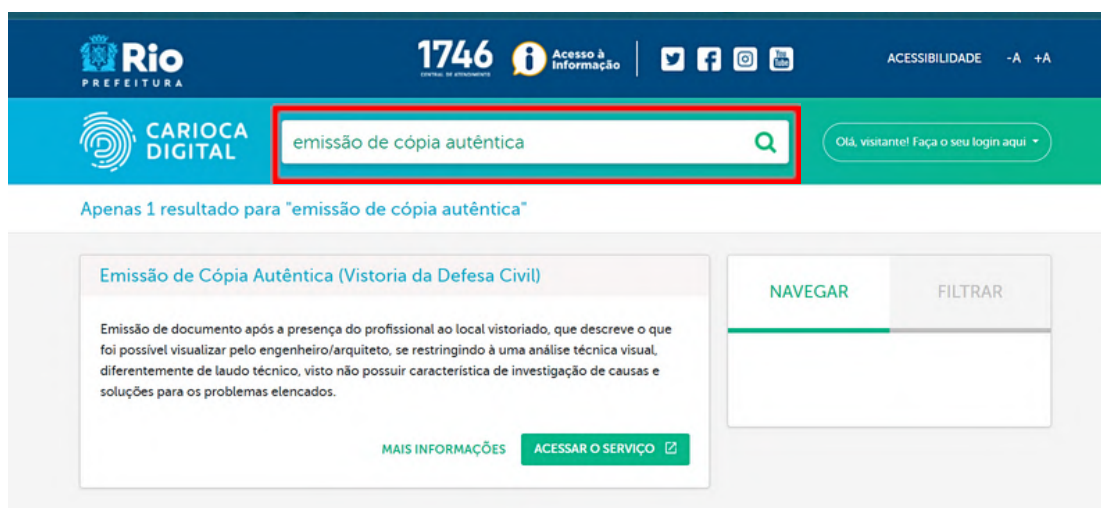 Rio
PREFEITURA
1746
CENTRAL DE ATENDIMENTO
Acesso à
Informação
You
Tube
ACESSIBILIDADE -A +A
CARIOCA
DIGITAL
emissão de cópia autêntica
Olá, visitante! Faça o seu login aqui
Apenas 1 resultado para "emissão de cópia autêntica"
Emissão de Cópia Autêntica (Vistoria da Defesa Civil)
Emissão de documento após a presença do profissional ao local vistoriado, que descreve o que
foi possível visualizar pelo engenheiro/arquiteto, se restringindo à uma análise técnica visual,
diferentemente de laudo técnico, visto não possuir característica de investigação de causas e
soluções para os problemas elencados.
MAIS INFORMAÇÕES
ACESSAR O SERVIÇO
NAVEGAR
FILTRAR